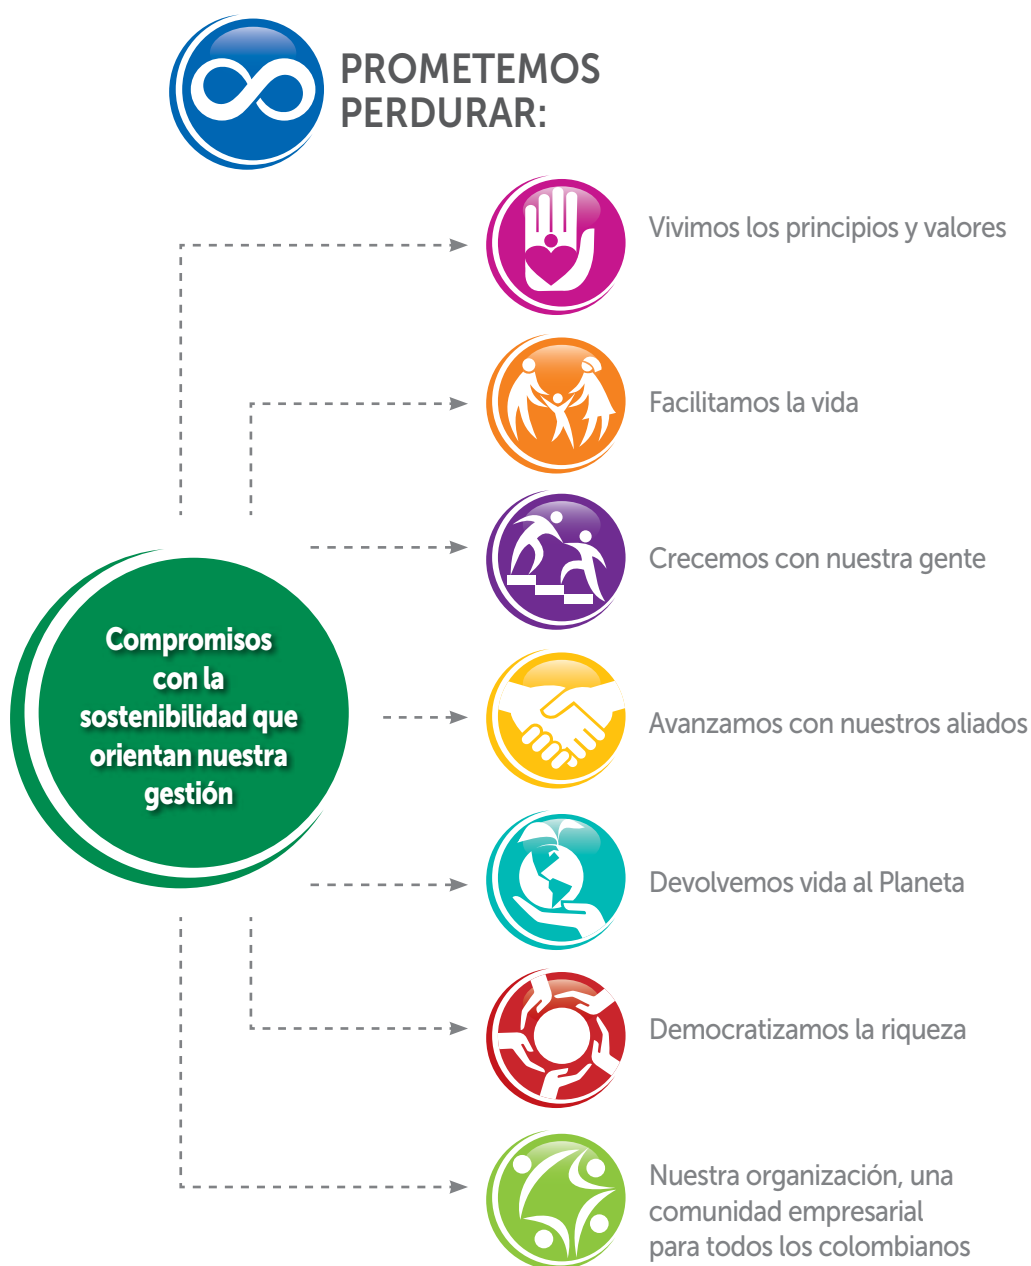 PROMETEMOS
PERDURAR:
Vivimos los principios y valores
Facilitamos la vida
Crecemos con nuestra gente
Compromisos
con la
sostenibilidad que
orientan nuestra
gestión
Avanzamos con nuestros aliados
Devolvemos vida al Planeta
Democratizamos la riqueza
Nuestra organización, una
comunidad empresarial
para todos los colombianos